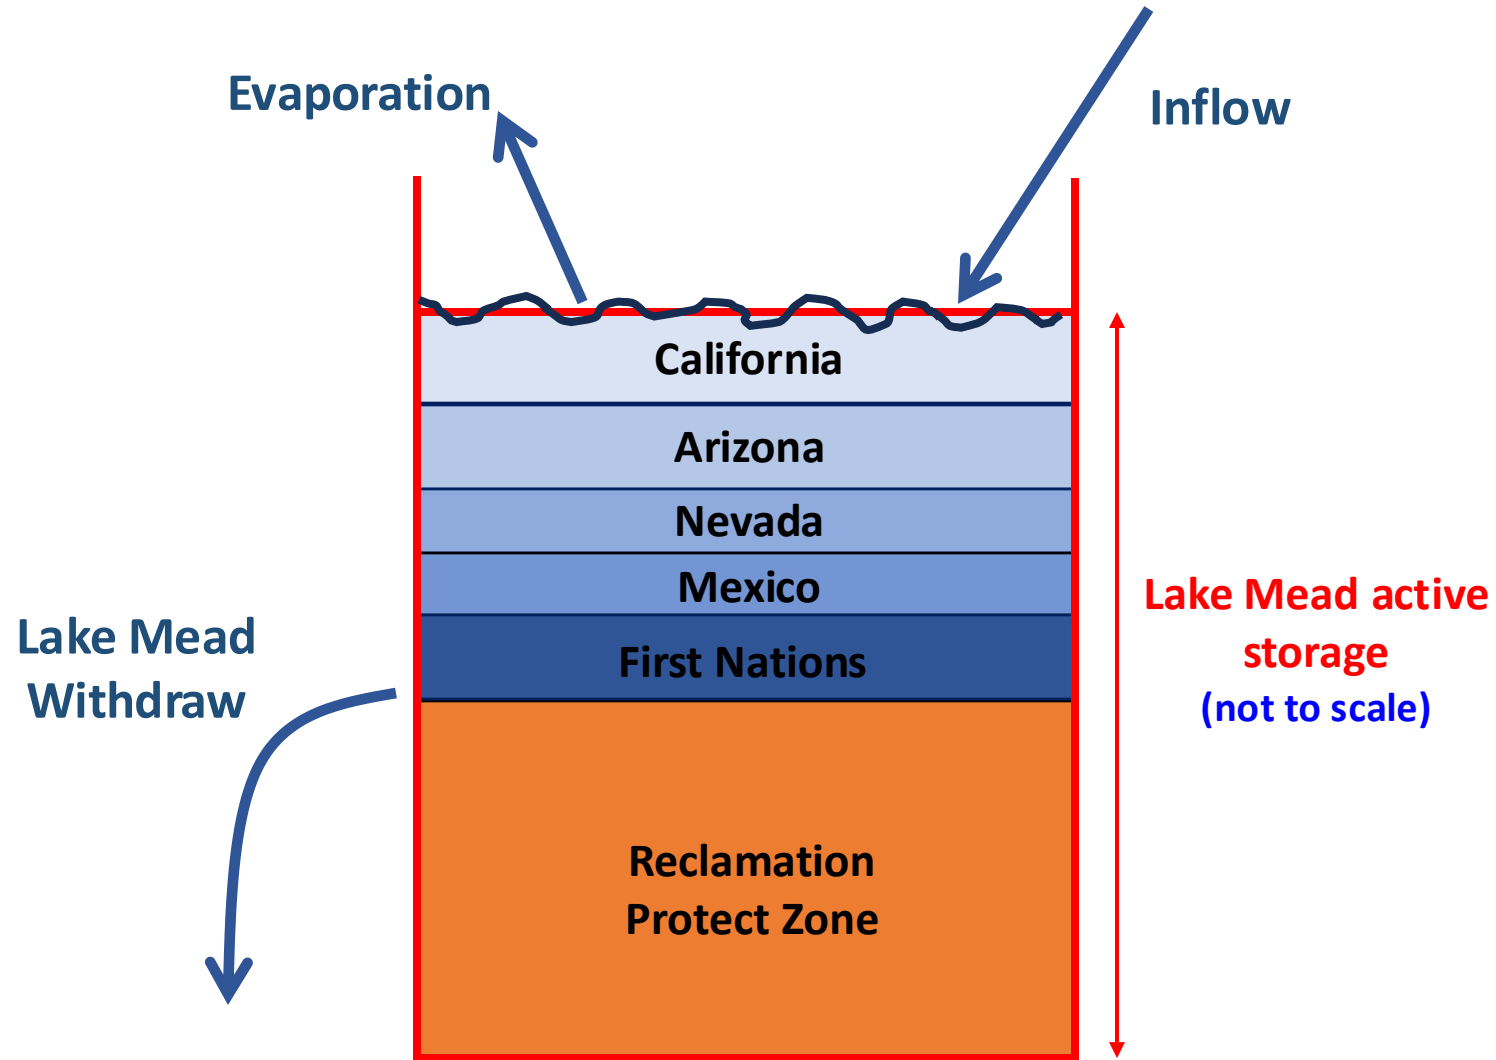 Evaporation
Inflow
California
Arizona
Nevada
Mexico
First Nations
Lake Mead
Withdraw
Lake Mead active
storage
(not to scale)
Reclamation
Protect Zone